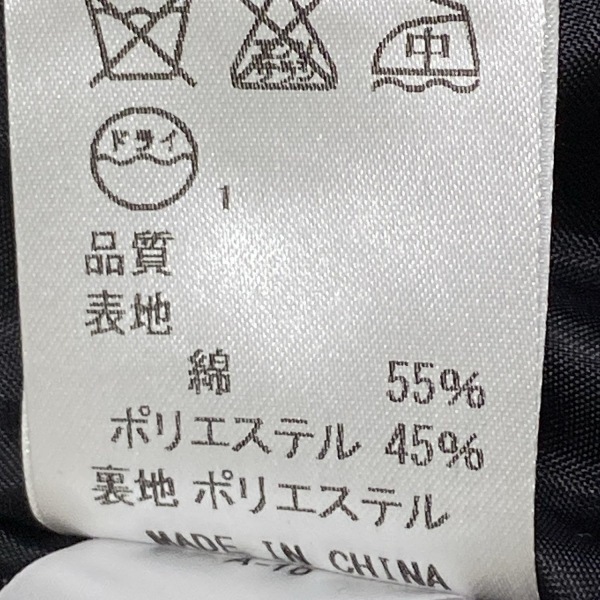 中
ドライ
1
品質
表地
綿 55%
ポリエステル 45%
裏地 ポリエステル
MADE IN CHINA